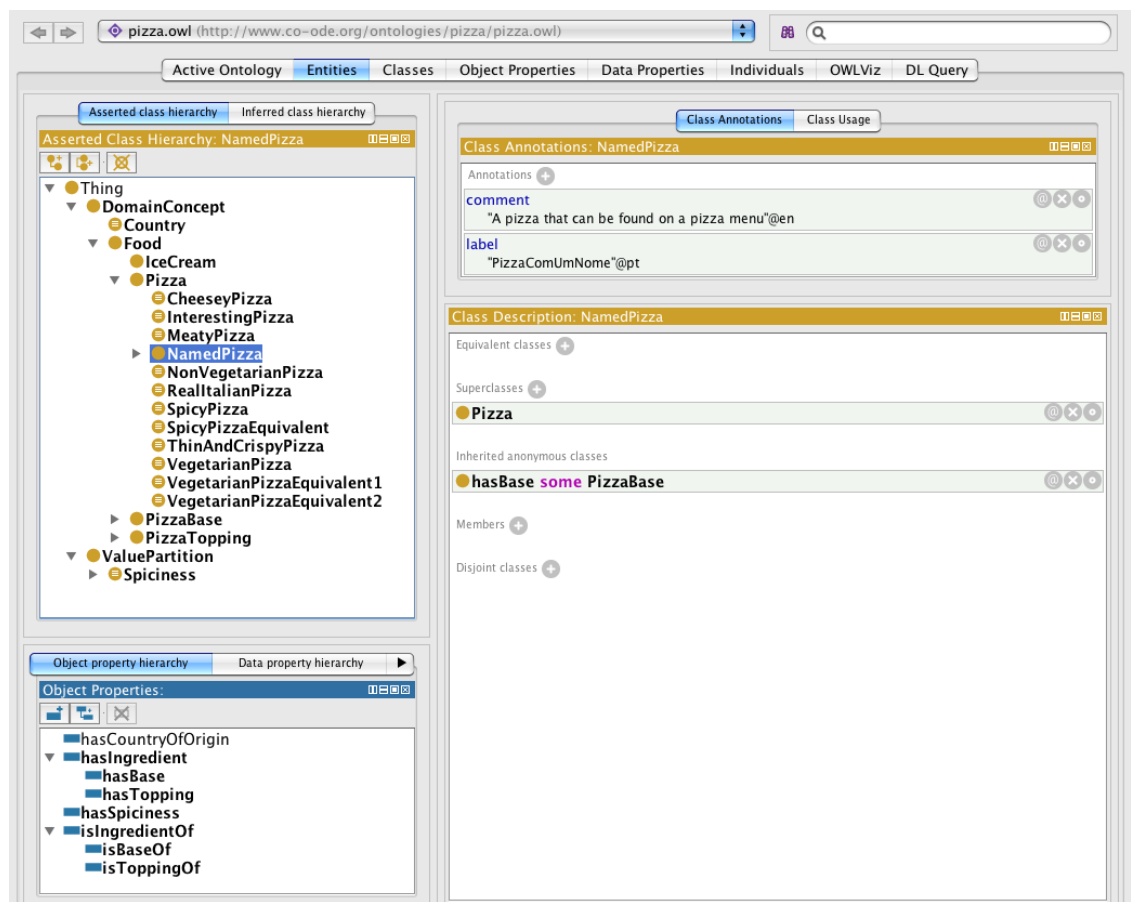 pizza.owl (http://www.co-ode.org/ontologies/pizza/pizza.owl)
Active Ontology Entities Classes Object Properties Data Properties Individuals OWLViz DL Query
Asserted class hierarchy Inferred class hierarchy
Asserted Class Hierarchy: NamedPizza
Thing
DomainConcept
Country
Food
IceCream
Pizza
CheeseyPizza
InterestingPizza
MeatyPizza
NamedPizza
NonVegetarianPizza
RealItalianPizza
SpicyPizza
SpicyPizzaEquivalent
ThinAndCrispyPizza
VegetarianPizza
VegetarianPizzaEquivalent1
VegetarianPizzaEquivalent2
PizzaBase
PizzaTopping
ValuePartition
Spiciness
Object property hierarchy Data property hierarchy
Object Properties:
hasCountryOfOrigin
hasIngredient
hasBase
hasTopping
hasSpiciness
isIngredientOf
isBaseOf
isToppingOf
Class Annotations Class Usage
Class Annotations: NamedPizza
Annotations
comment
"A pizza that can be found on a pizza menu"@en
label
"PizzaComUmNome"@pt
Class Description: NamedPizza
Equivalent classes
Superclasses
Pizza
Inherited anonymous classes
hasBase some PizzaBase
Members
Disjoint classes